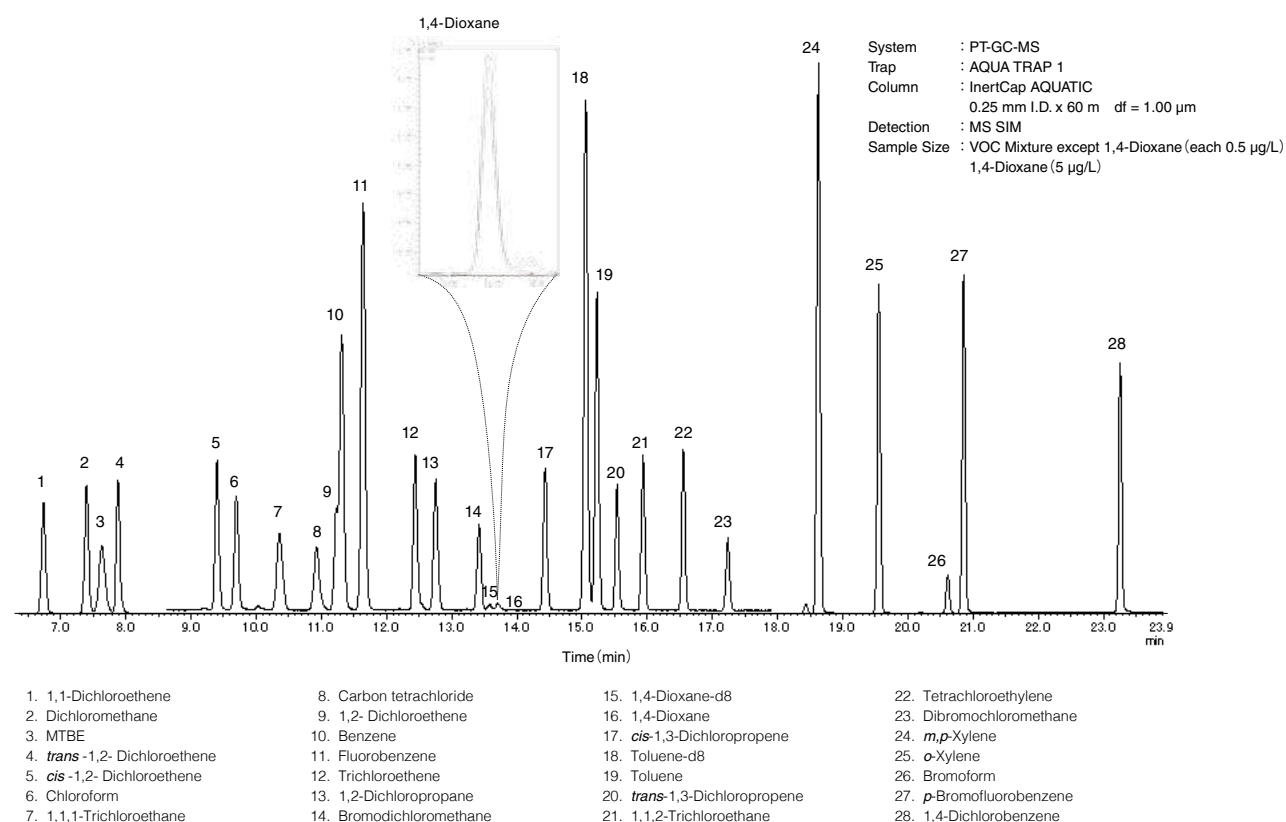 1,4-Dioxane
System : PT-GC-MS
Trap : AQUA TRAP 1
Column : InertCap AQUATIC
0.25 mm I.D. x 60 m df = 1.00 µm
Detection : MS SIM
Sample Size : VOC Mixture except 1,4-Dioxane (each 0.5 µg/L)
1,4-Dioxane (5 µg/L)
1
2
3
4
5
6
7
8
9
10
11
12
13
14
15
16
17
18
19
20
21
22
23
24
25
26
27
28
7.0 8.0 9.0 10.0 11.0 12.0 13.0 14.0 15.0 16.0 17.0 18.0 19.0 20.0 21.0 22.0 23.0 23.9
min
Time (min)
1. 1,1-Dichloroethene
2. Dichloromethane
3. MTBE
4. trans -1,2- Dichloroethene
5. cis -1,2- Dichloroethene
6. Chloroform
7. 1,1,1-Trichloroethane
8. Carbon tetrachloride
9. 1,2- Dichloroethene
10. Benzene
11. Fluorobenzene
12. Trichloroethene
13. 1,2-Dichloropropane
14. Bromodichloromethane
15. 1,4-Dioxane-d8
16. 1,4-Dioxane
17. cis-1,3-Dichloropropene
18. Toluene-d8
19. Toluene
20. trans-1,3-Dichloropropene
21. 1,1,2-Trichloroethane
22. Tetrachloroethylene
23. Dibromochloromethane
24. m,p-Xylene
25. o-Xylene
26. Bromoform
27. p-Bromofluorobenzene
28. 1,4-Dichlorobenzene